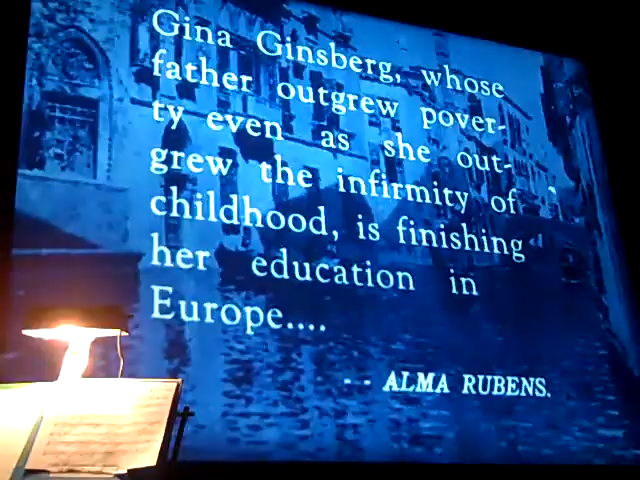 Gina Ginsberg, whose
father outgrew pover-
ty even as she out-
grew the infirmity of
childhood, is finishing
her education in
Europe....
-- ALMA RUBENS.